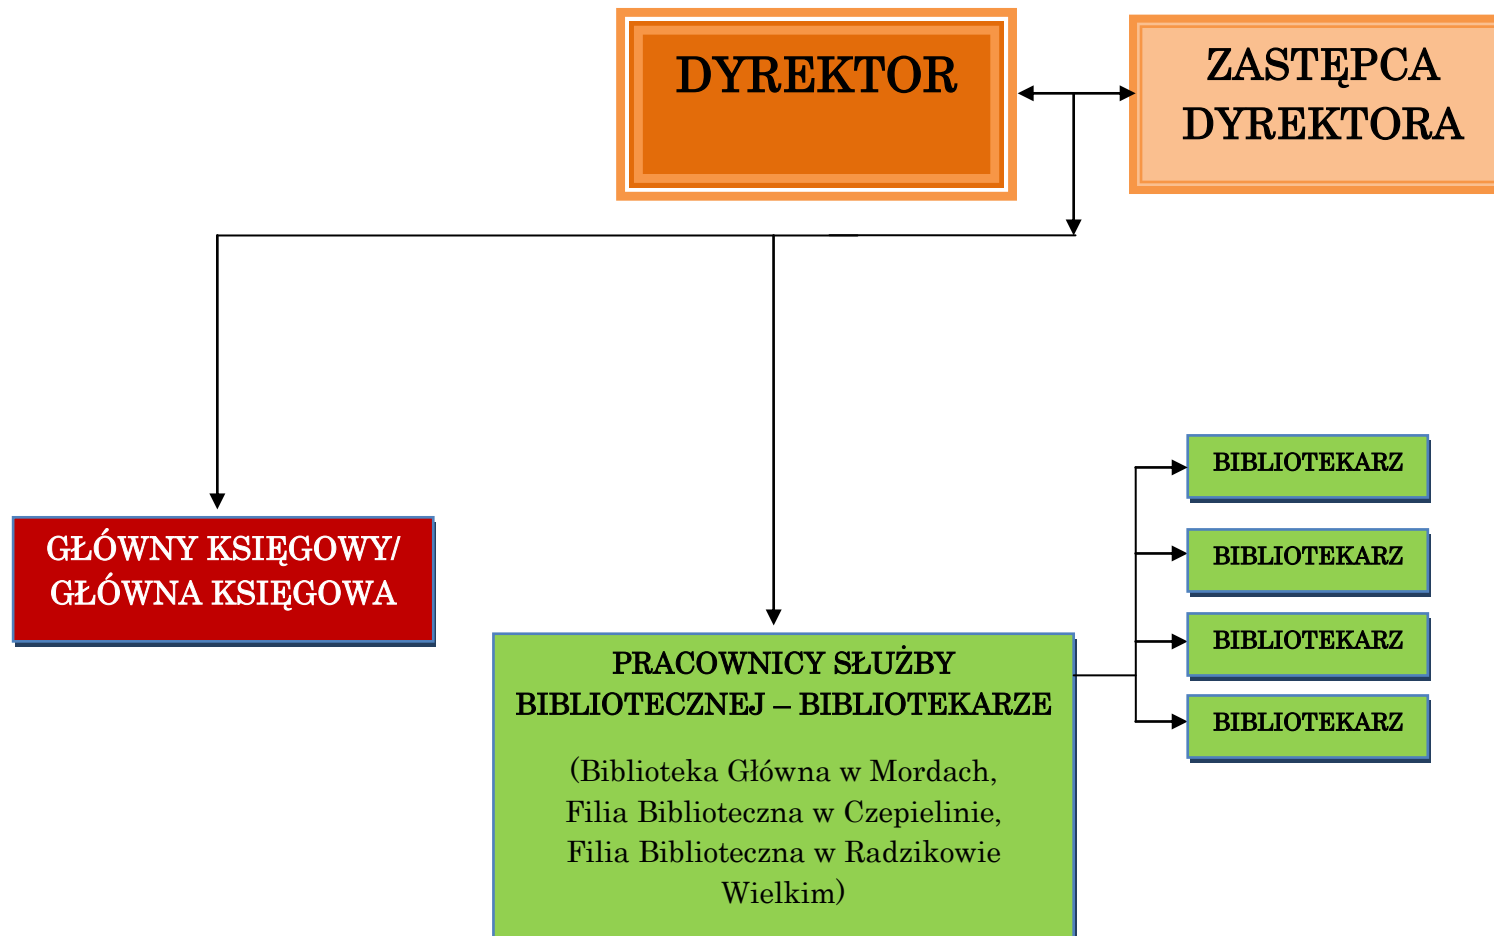 DYREKTOR
ZASTĘPCA
DYREKTORA
GŁÓWNY KSIĘGOWY/
GŁÓWNA KSIĘGOWA
PRACOWNICY SŁUŻBY
BIBLIOTECZNEJ – BIBLIOTEKARZE
(Biblioteka Główna w Mordach,
Filia Biblioteczna w Czepielinie,
Filia Biblioteczna w Radzikowie
Wielkim)
BIBLIOTEKARZ
BIBLIOTEKARZ
BIBLIOTEKARZ
BIBLIOTEKARZ